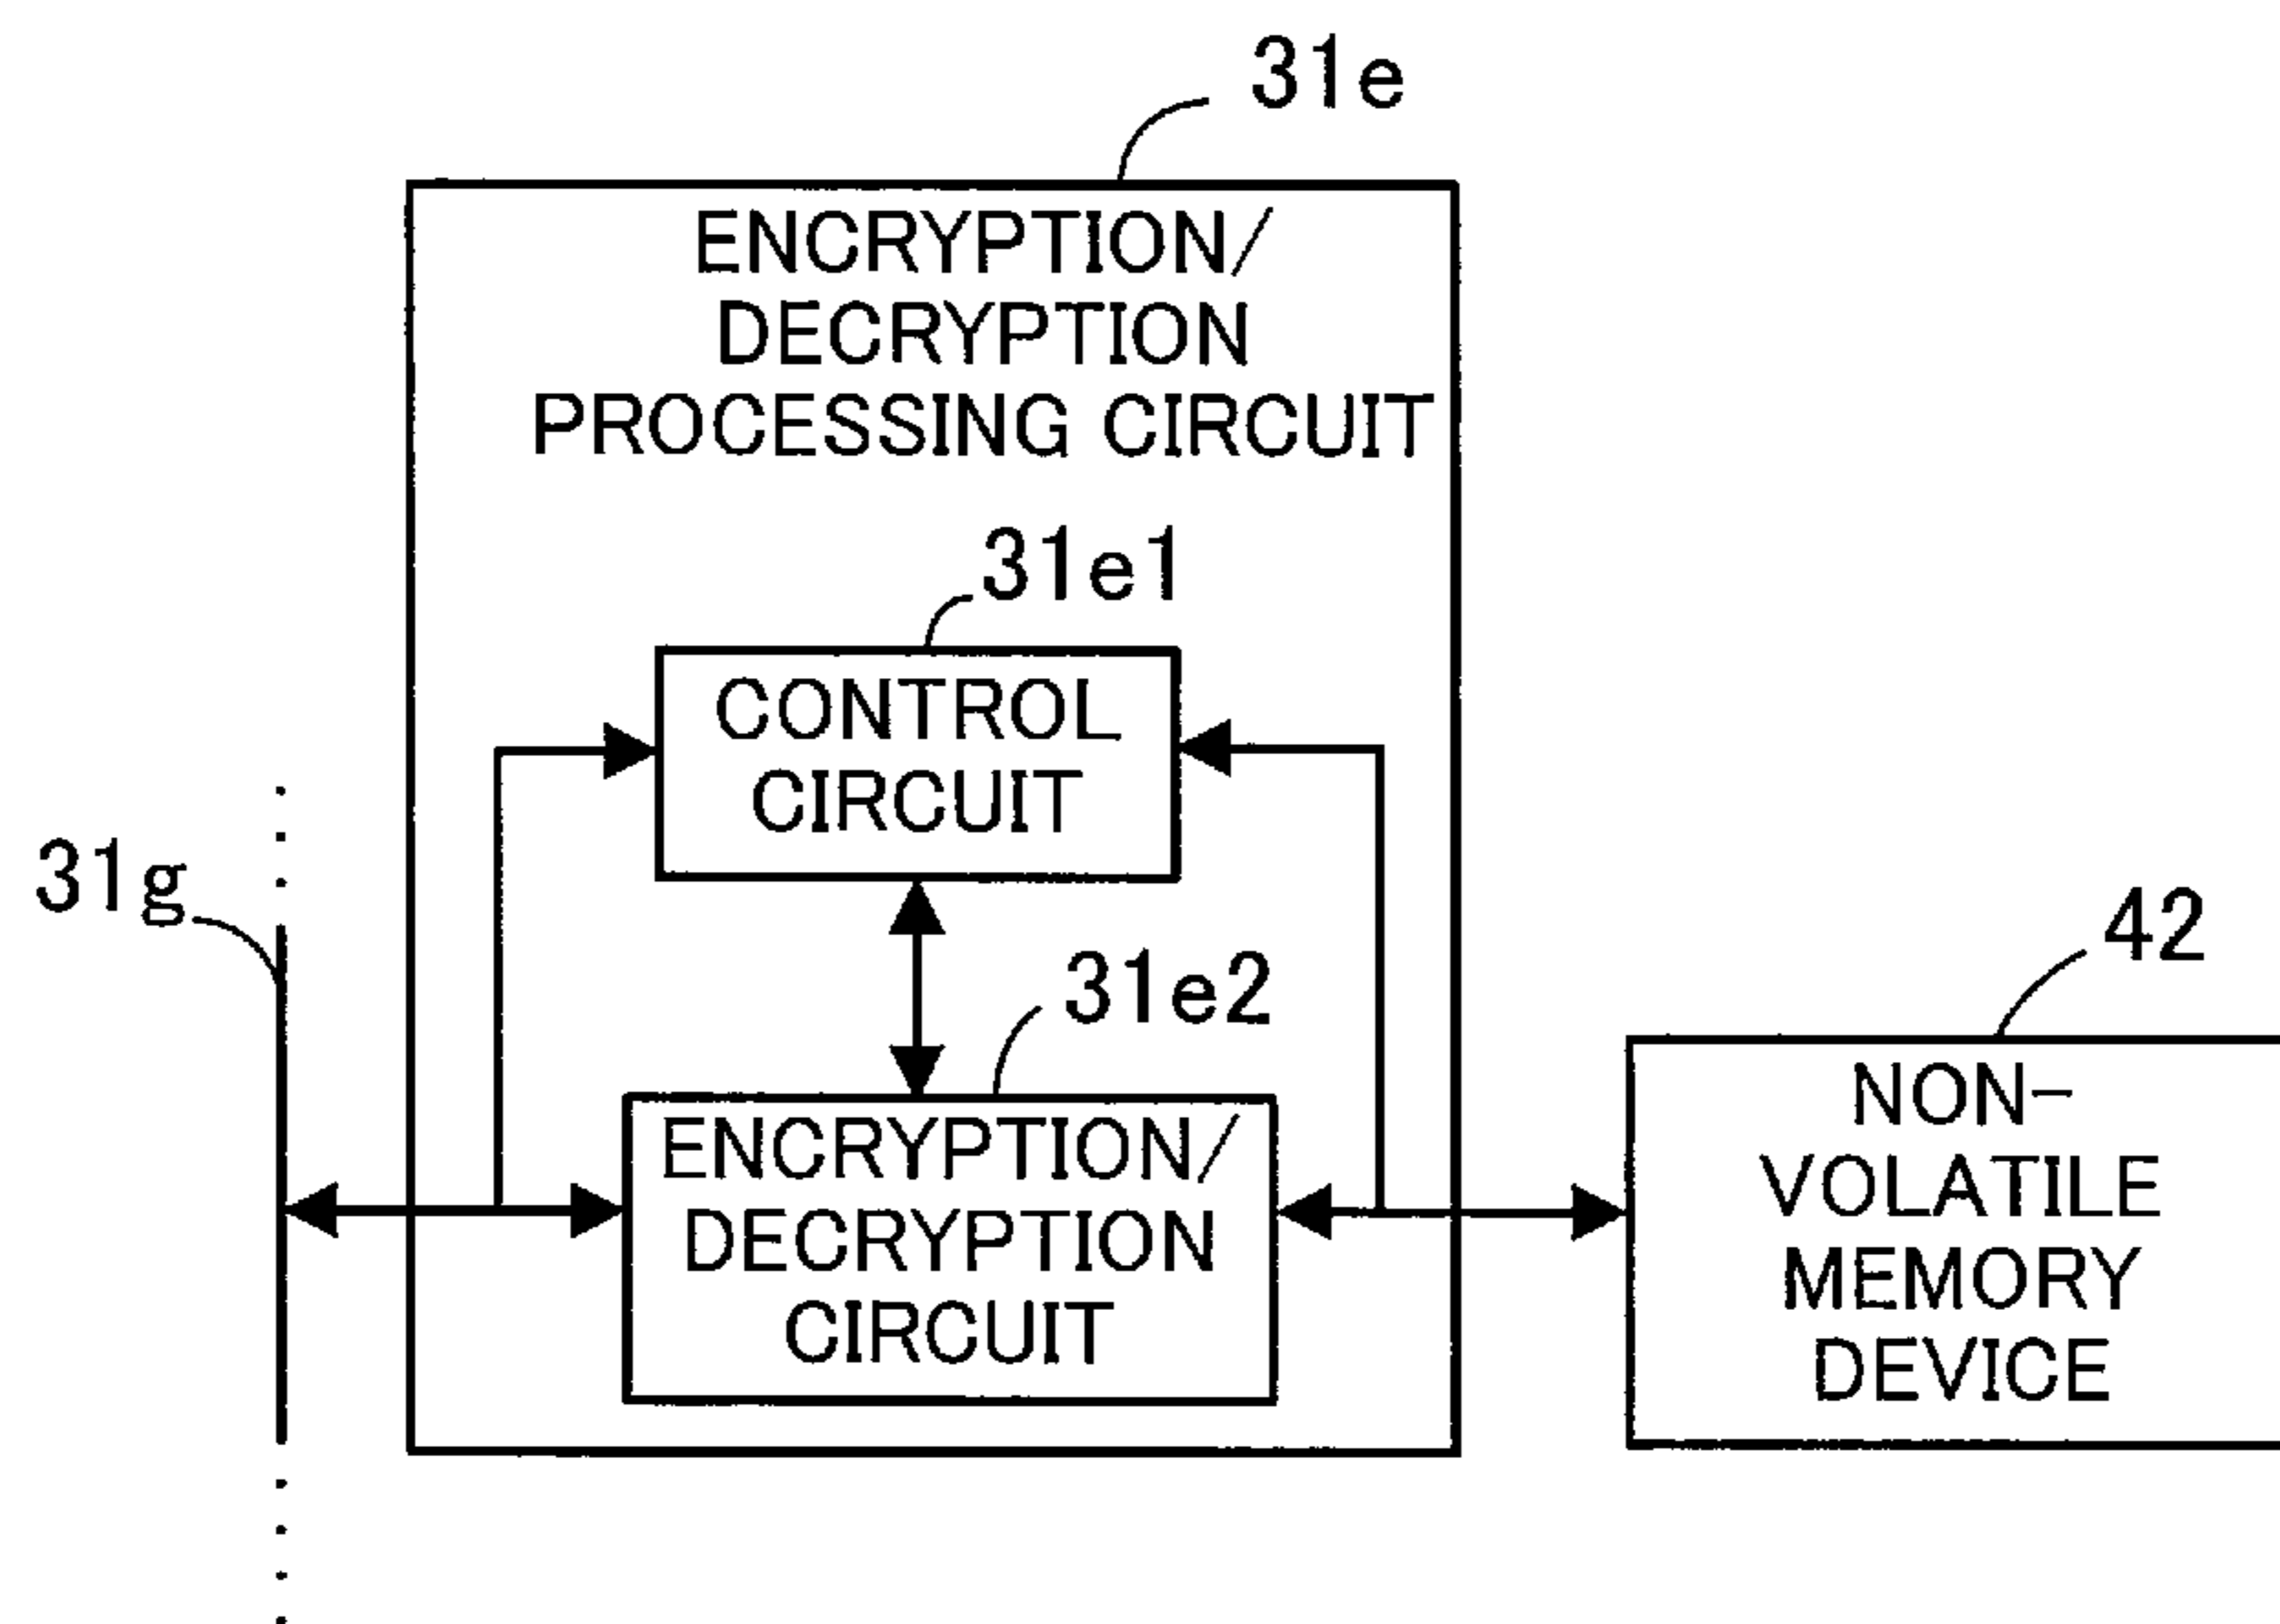 31e
ENCRYPTION/
DECRYPTION
PROCESSING CIRCUIT
31e1
CONTROL
CIRCUIT
31g
31e2
42
ENCRYPTION/
DECRYPTION
CIRCUIT
NON-
VOLATILE
MEMORY
DEVICE